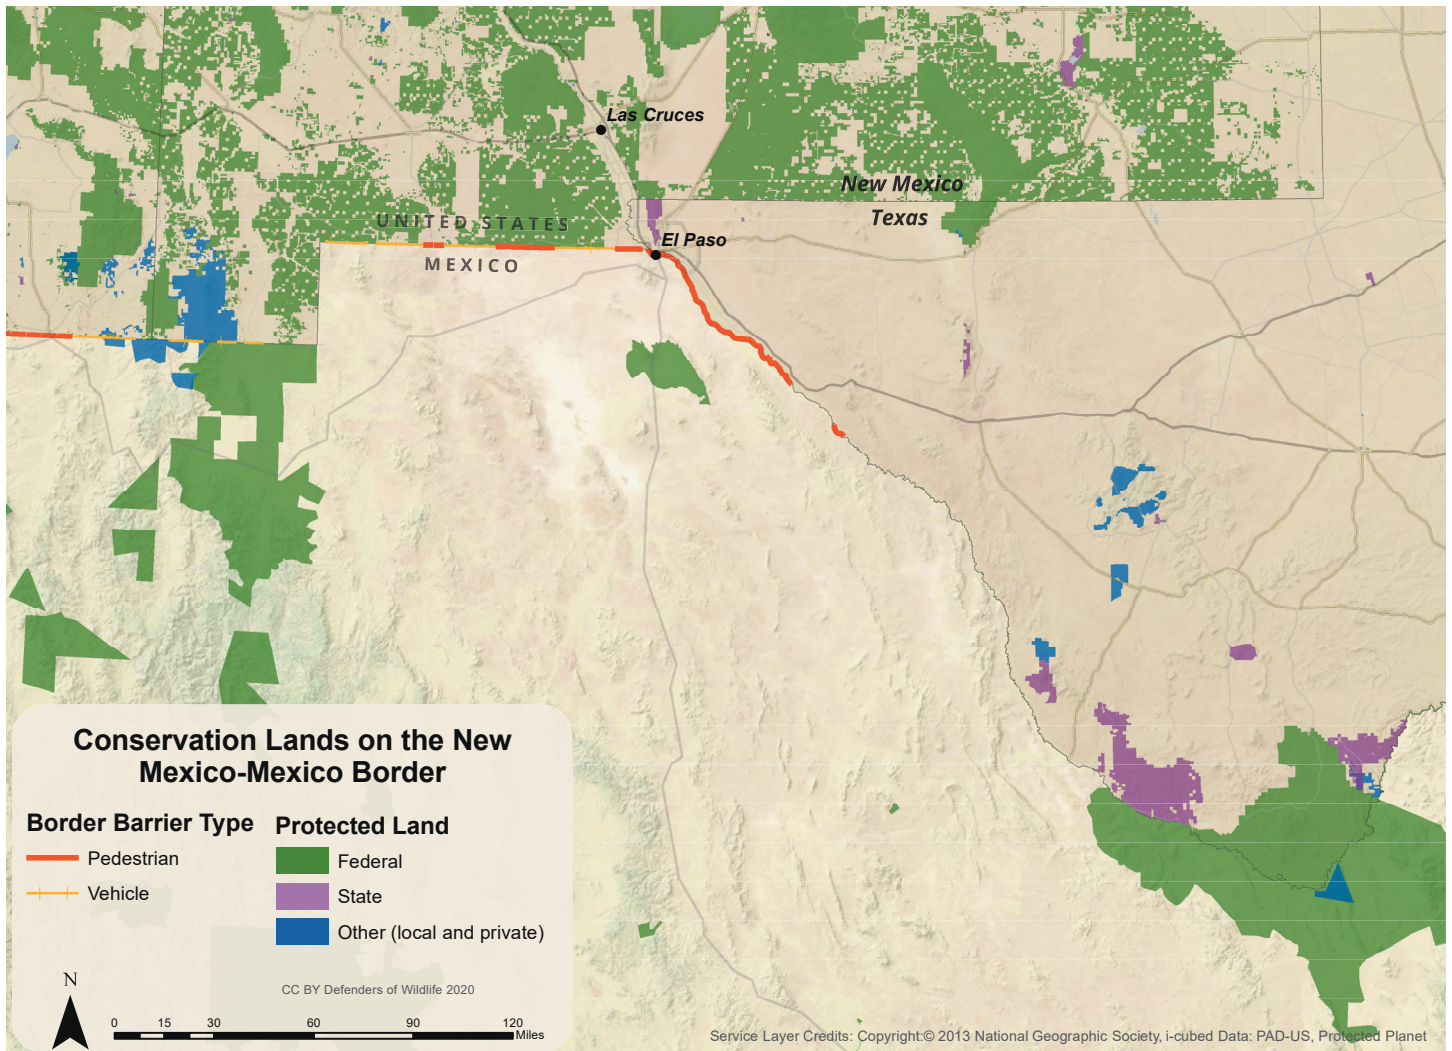 Las Cruces
New Mexico
Texas
UNITED STATES
El Paso
MEXICO
Conservation Lands on the New
Mexico-Mexico Border
Border Barrier Type
Pedestrian
Vehicle
Protected Land
Federal
State
Other (local and private)
N
CC BY Defenders of Wildlife 2020
0 15 30 60 90 120
Miles
Service Layer Credits: Copyright:© 2013 National Geographic Society, i-cubed Data: PAD-US, Protected Planet